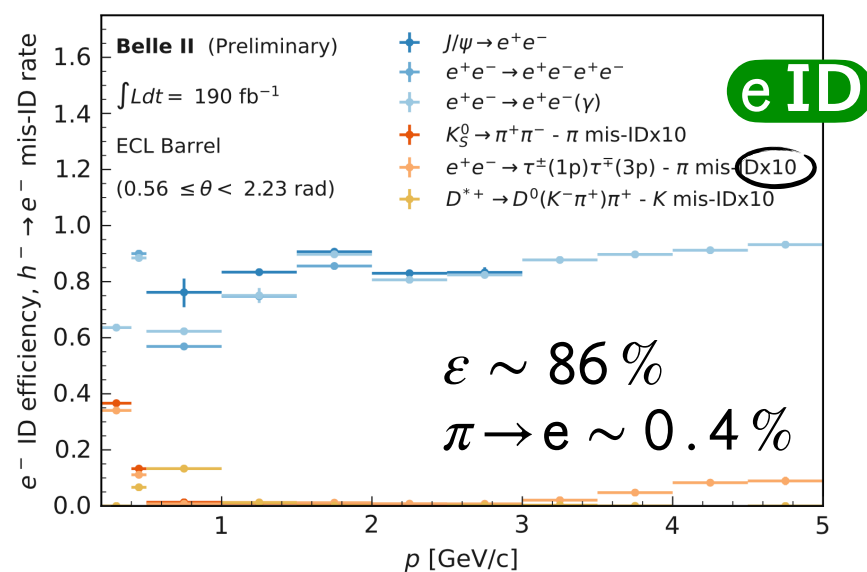 Belle II (Preliminary)
∫Ldt = 190 fb⁻¹
ECL Barrel
(0.56 ≤θ< 2.23 rad)
J/ψ→e⁺e⁻
e⁺e⁻→e⁺e⁻e⁺e⁻
e⁺e⁻→e⁺e⁻(γ)
K⁰_S→π⁺π⁻ - π mis-IDx10
e⁺e⁻→τ±(1p)τ∓(3p) - π mis-IDx10
D*⁺→D⁰(K⁻π⁺)π⁺ - K mis-IDx10
e ID
e⁻ ID efficiency, h⁻→e⁻ mis-ID rate
1.6
1.4
1.2
1.0
0.8
0.6
0.4
0.2
0.0
ε ~ 86 %
π→e ~ 0.4 %
1 2 3 4 5
p [GeV/c]